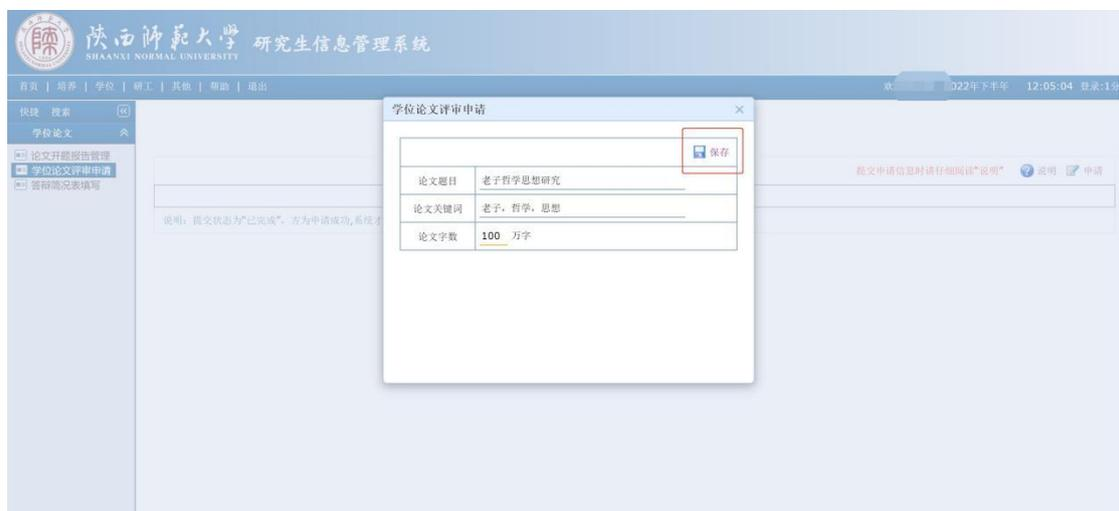 陕西师范大学 研究生信息管理系统
SHAANXI NORMAL UNIVERSITY
首页 | 培养 | 学位 | 研工 | 其他 | 帮助 | 退出
欢 022年下半年 12:05:04 登录:1分
快捷 搜索
学位论文
论文开题报告管理
学位论文评审申请
答辩简况表填写
提交申请信息时请仔细阅读“说明” 说明 申请
说明：提交状态为“已完成”，方为申请成功,系统才
学位论文评审申请
保存
论文题目 老子哲学思想研究
论文关键词 老子，哲学，思想
论文字数 100 万字